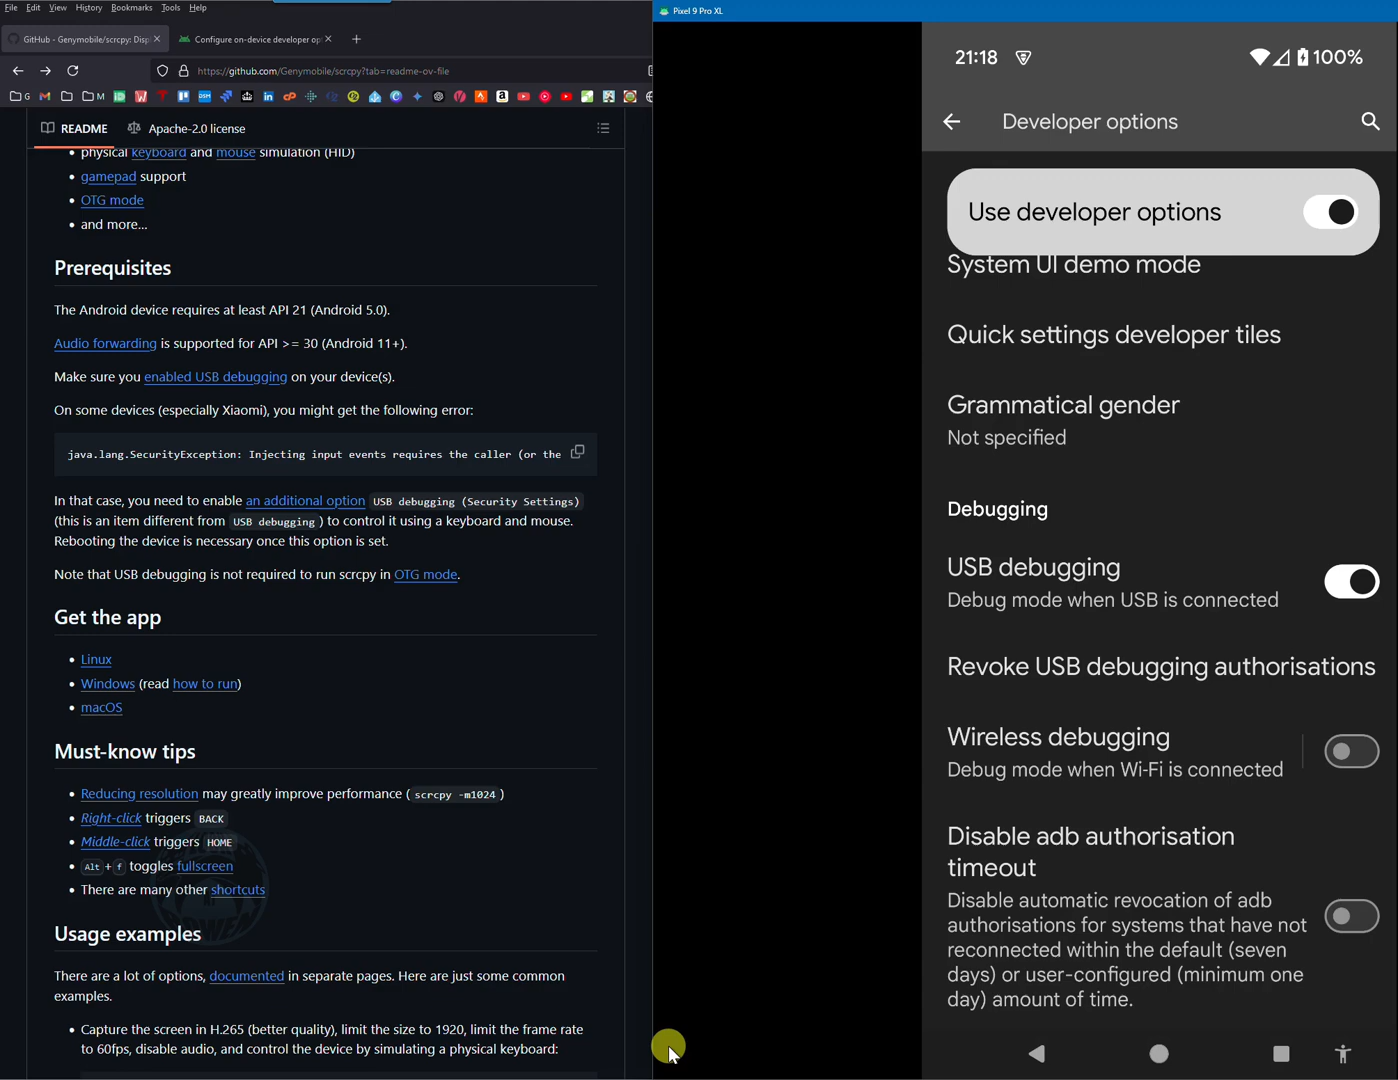 File Edit View History Bookmarks Tools Help
GitHub - Genymobile/scrcpy: Disp
Configure on-device developer op
https://github.com/Genymobile/scrcpy?tab=readme-ov-file
README
Apache-2.0 license
• physical keyboard and mouse simulation (HID)
• gamepad support
• OTG mode
• and more...
Prerequisites
The Android device requires at least API 21 (Android 5.0).
Audio forwarding is supported for API >= 30 (Android 11+).
Make sure you enabled USB debugging on your device(s).
On some devices (especially Xiaomi), you might get the following error:
java.lang.SecurityException: Injecting input events requires the caller (or the
In that case, you need to enable an additional option USB debugging (Security Settings)
(this is an item different from USB debugging ) to control it using a keyboard and mouse.
Rebooting the device is necessary once this option is set.
Note that USB debugging is not required to run scrcpy in OTG mode.
Get the app
• Linux
• Windows (read how to run)
• macOS
Must-know tips
• Reducing resolution may greatly improve performance ( scrcpy -m1024 )
• Right-click triggers BACK
• Middle-click triggers HOME
• Alt + f toggles fullscreen
• There are many other shortcuts
Usage examples
There are a lot of options, documented in separate pages. Here are just some common
examples.
• Capture the screen in H.265 (better quality), limit the size to 1920, limit the frame rate
to 60fps, disable audio, and control the device by simulating a physical keyboard:
Pixel 9 Pro XL
21:18
100%
Developer options
Use developer options
System UI demo mode
Quick settings developer tiles
Grammatical gender
Not specified
Debugging
USB debugging
Debug mode when USB is connected
Revoke USB debugging authorisations
Wireless debugging
Debug mode when Wi-Fi is connected
Disable adb authorisation
timeout
Disable automatic revocation of adb
authorisations for systems that have not
reconnected within the default (seven
days) or user-configured (minimum one
day) amount of time.